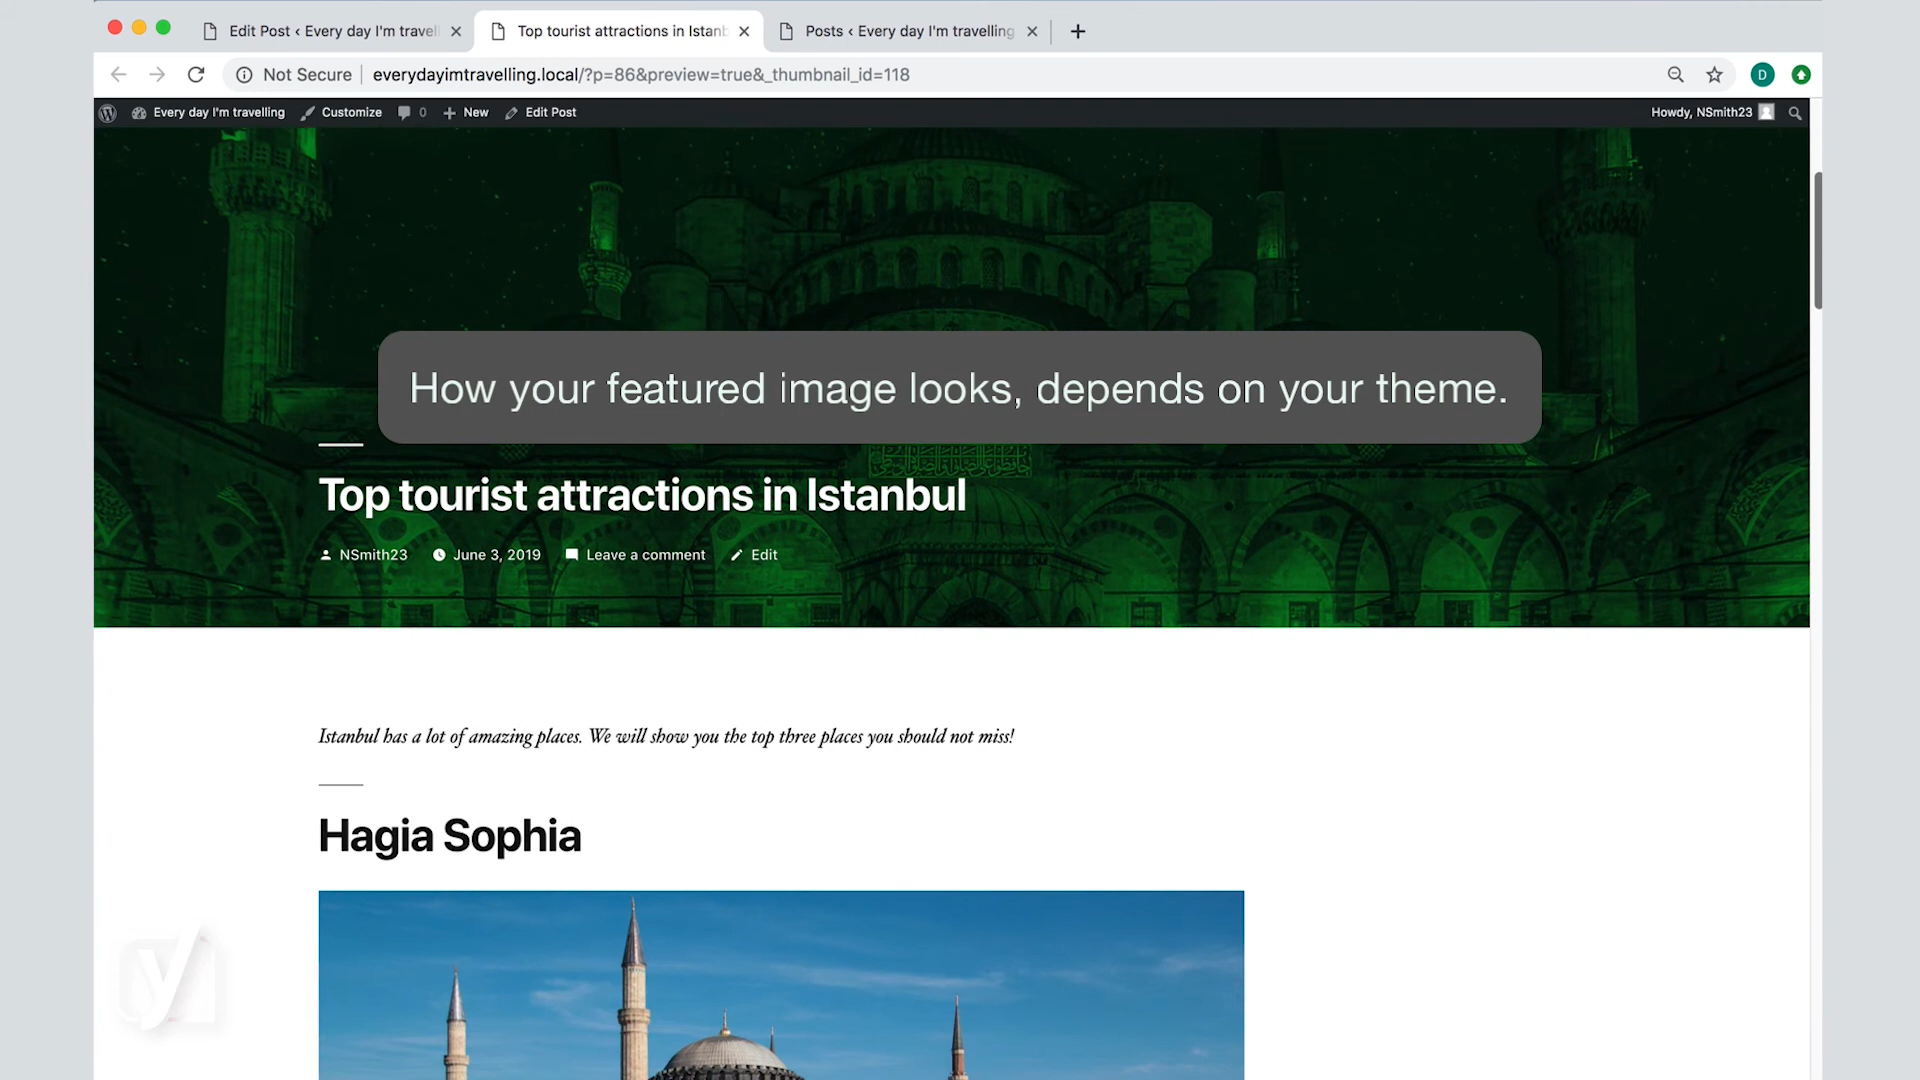 Edit Post ‹ Every day I'm travell
Top tourist attractions in Istanb
Posts ‹ Every day I'm travelling
Not Secure
everydayimtravelling.local/?p=86&preview=true&_thumbnail_id=118
D
Every day I'm travelling
Customize
0
New
Edit Post
Howdy, NSmith23
How your featured image looks, depends on your theme.
Top tourist attractions in Istanbul
NSmith23
June 3, 2019
Leave a comment
Edit
Istanbul has a lot of amazing places. We will show you the top three places you should not miss!
Hagia Sophia
y